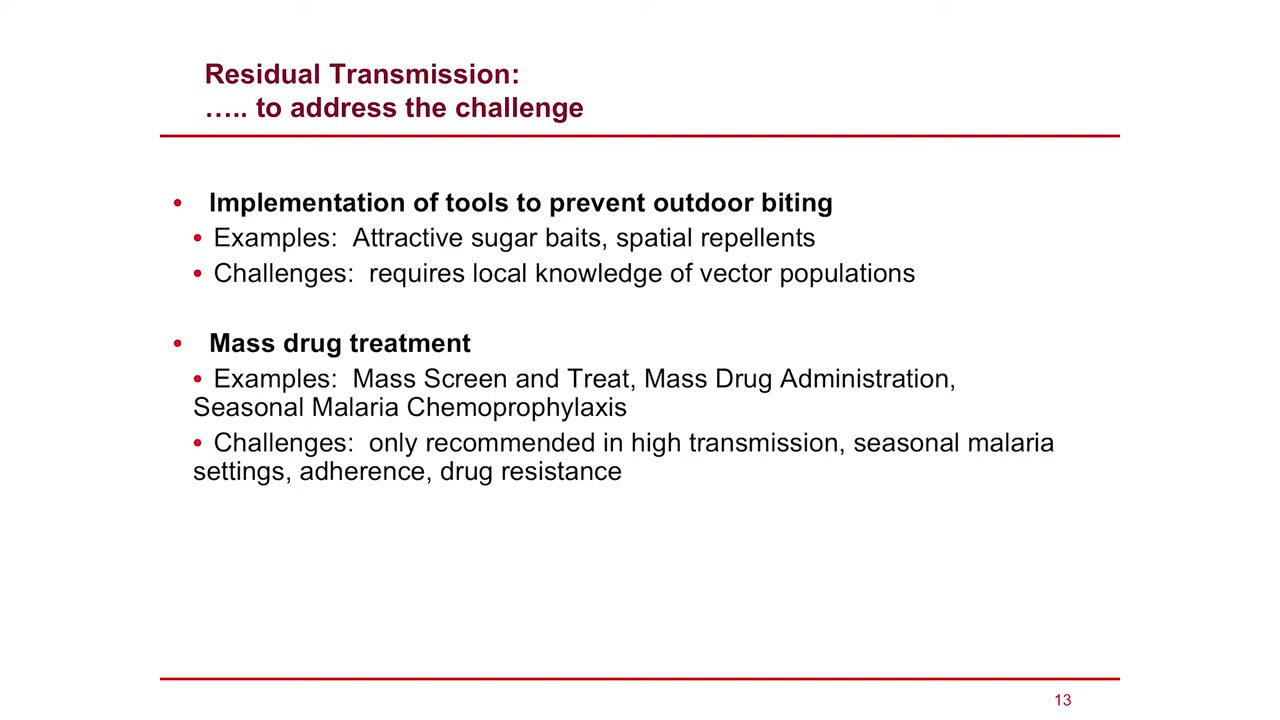 Residual Transmission:
….. to address the challenge
• Implementation of tools to prevent outdoor biting
• Examples: Attractive sugar baits, spatial repellents
• Challenges: requires local knowledge of vector populations
• Mass drug treatment
• Examples: Mass Screen and Treat, Mass Drug Administration,
Seasonal Malaria Chemoprophylaxis
• Challenges: only recommended in high transmission, seasonal malaria
settings, adherence, drug resistance
13